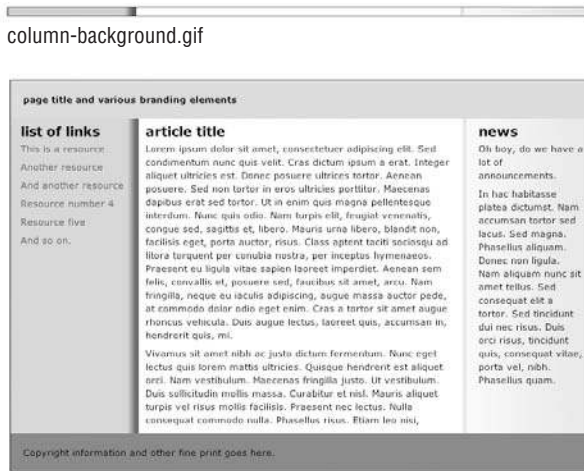 column-background.gif
page title and various branding elements
list of links
This is a resource
Another resource
And another resource
Resource number 4
Resource five
And so on.
article title
Lorem ipsum dolor sit amet, consectetuer adipiscing elit. Sed
condimentum nunc quis velit. Cras dictum ipsum a erat. Integer
aliquet ultricies est. Donec posuere ultrices tortor. Aenean
posuere. Sed non tortor in eros ultricies porttitor. Maecenas
dapibus erat sed tortor. Ut in enim quis magna pellentesque
interdum. Nunc quis odio. Nam turpis elit, feugiat venenatis,
congue sed, sagittis et, libero. Mauris urna libero, blandit non,
facilisis eget, porta auctor, risus. Class aptent taciti sociosqu ad
litora torquent per conubia nostra, per inceptos hymenaeos.
Praesent eu ligula vitae sapien laoreet imperdiet. Aenean sem
felis, convallis et, posuere sed, faucibus sit amet, arcu. Nam
fringilla, neque eu iaculis adipiscing, augue massa auctor pede,
at commodo dolor odio eget enim. Cras a tortor sit amet augue
rhoncus vehicula. Duis augue lectus, laoreet quis, accumsan in,
hendrerit quis, mi.
Vivamus sit amet nibh ac justo dictum fermentum. Nunc eget
lectus quis lorem mattis ultricies. Quisque hendrerit est aliquet
orci. Nam vestibulum. Maecenas fringilla justo. Ut vestibulum.
Duis sollicitudin mollis massa. Curabitur et nisl. Mauris aliquet
turpis vel risus mollis facilisis. Praesent nec lectus. Nulla
consequat commodo nulla. Phasellus risus. Etiam leo nisi,
news
Oh boy, do we have a
lot of
announcements.
In hac habitasse
platea dictumst. Nam
accumsan tortor sed
lacus. Sed magna.
Phasellus aliquam.
Donec non ligula.
Nam aliquam nunc sit
amet tellus. Sed
consequat elit a
tortor. Sed tincidunt
dui nec risus. Duis
orci risus, tincidunt
quis, consequat vitae,
porta vel, nibh.
Phasellus quam.
Copyright information and other fine print goes here.